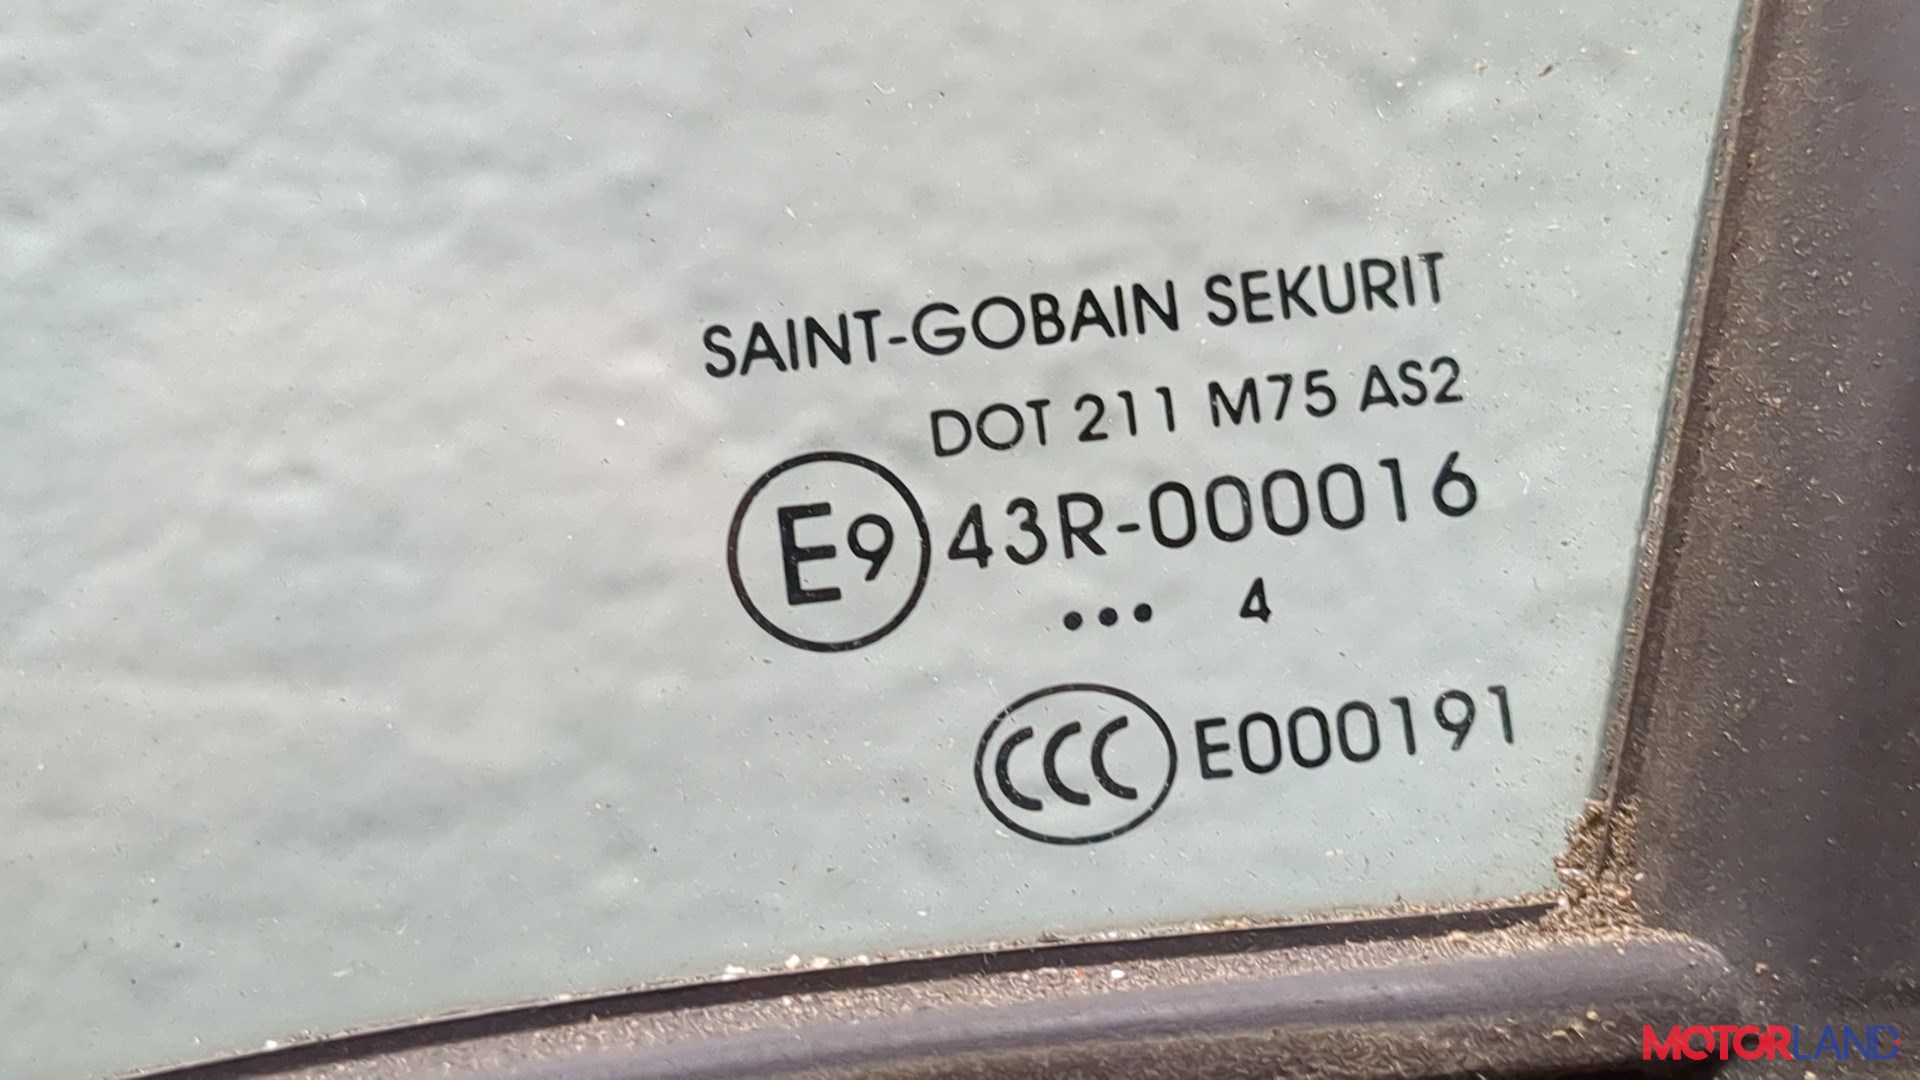 SAINT-GOBAIN SEKURIT
DOT 211 M75 AS2
E9 43R-000016
••• 4
CCC E000191
MOTORLAND